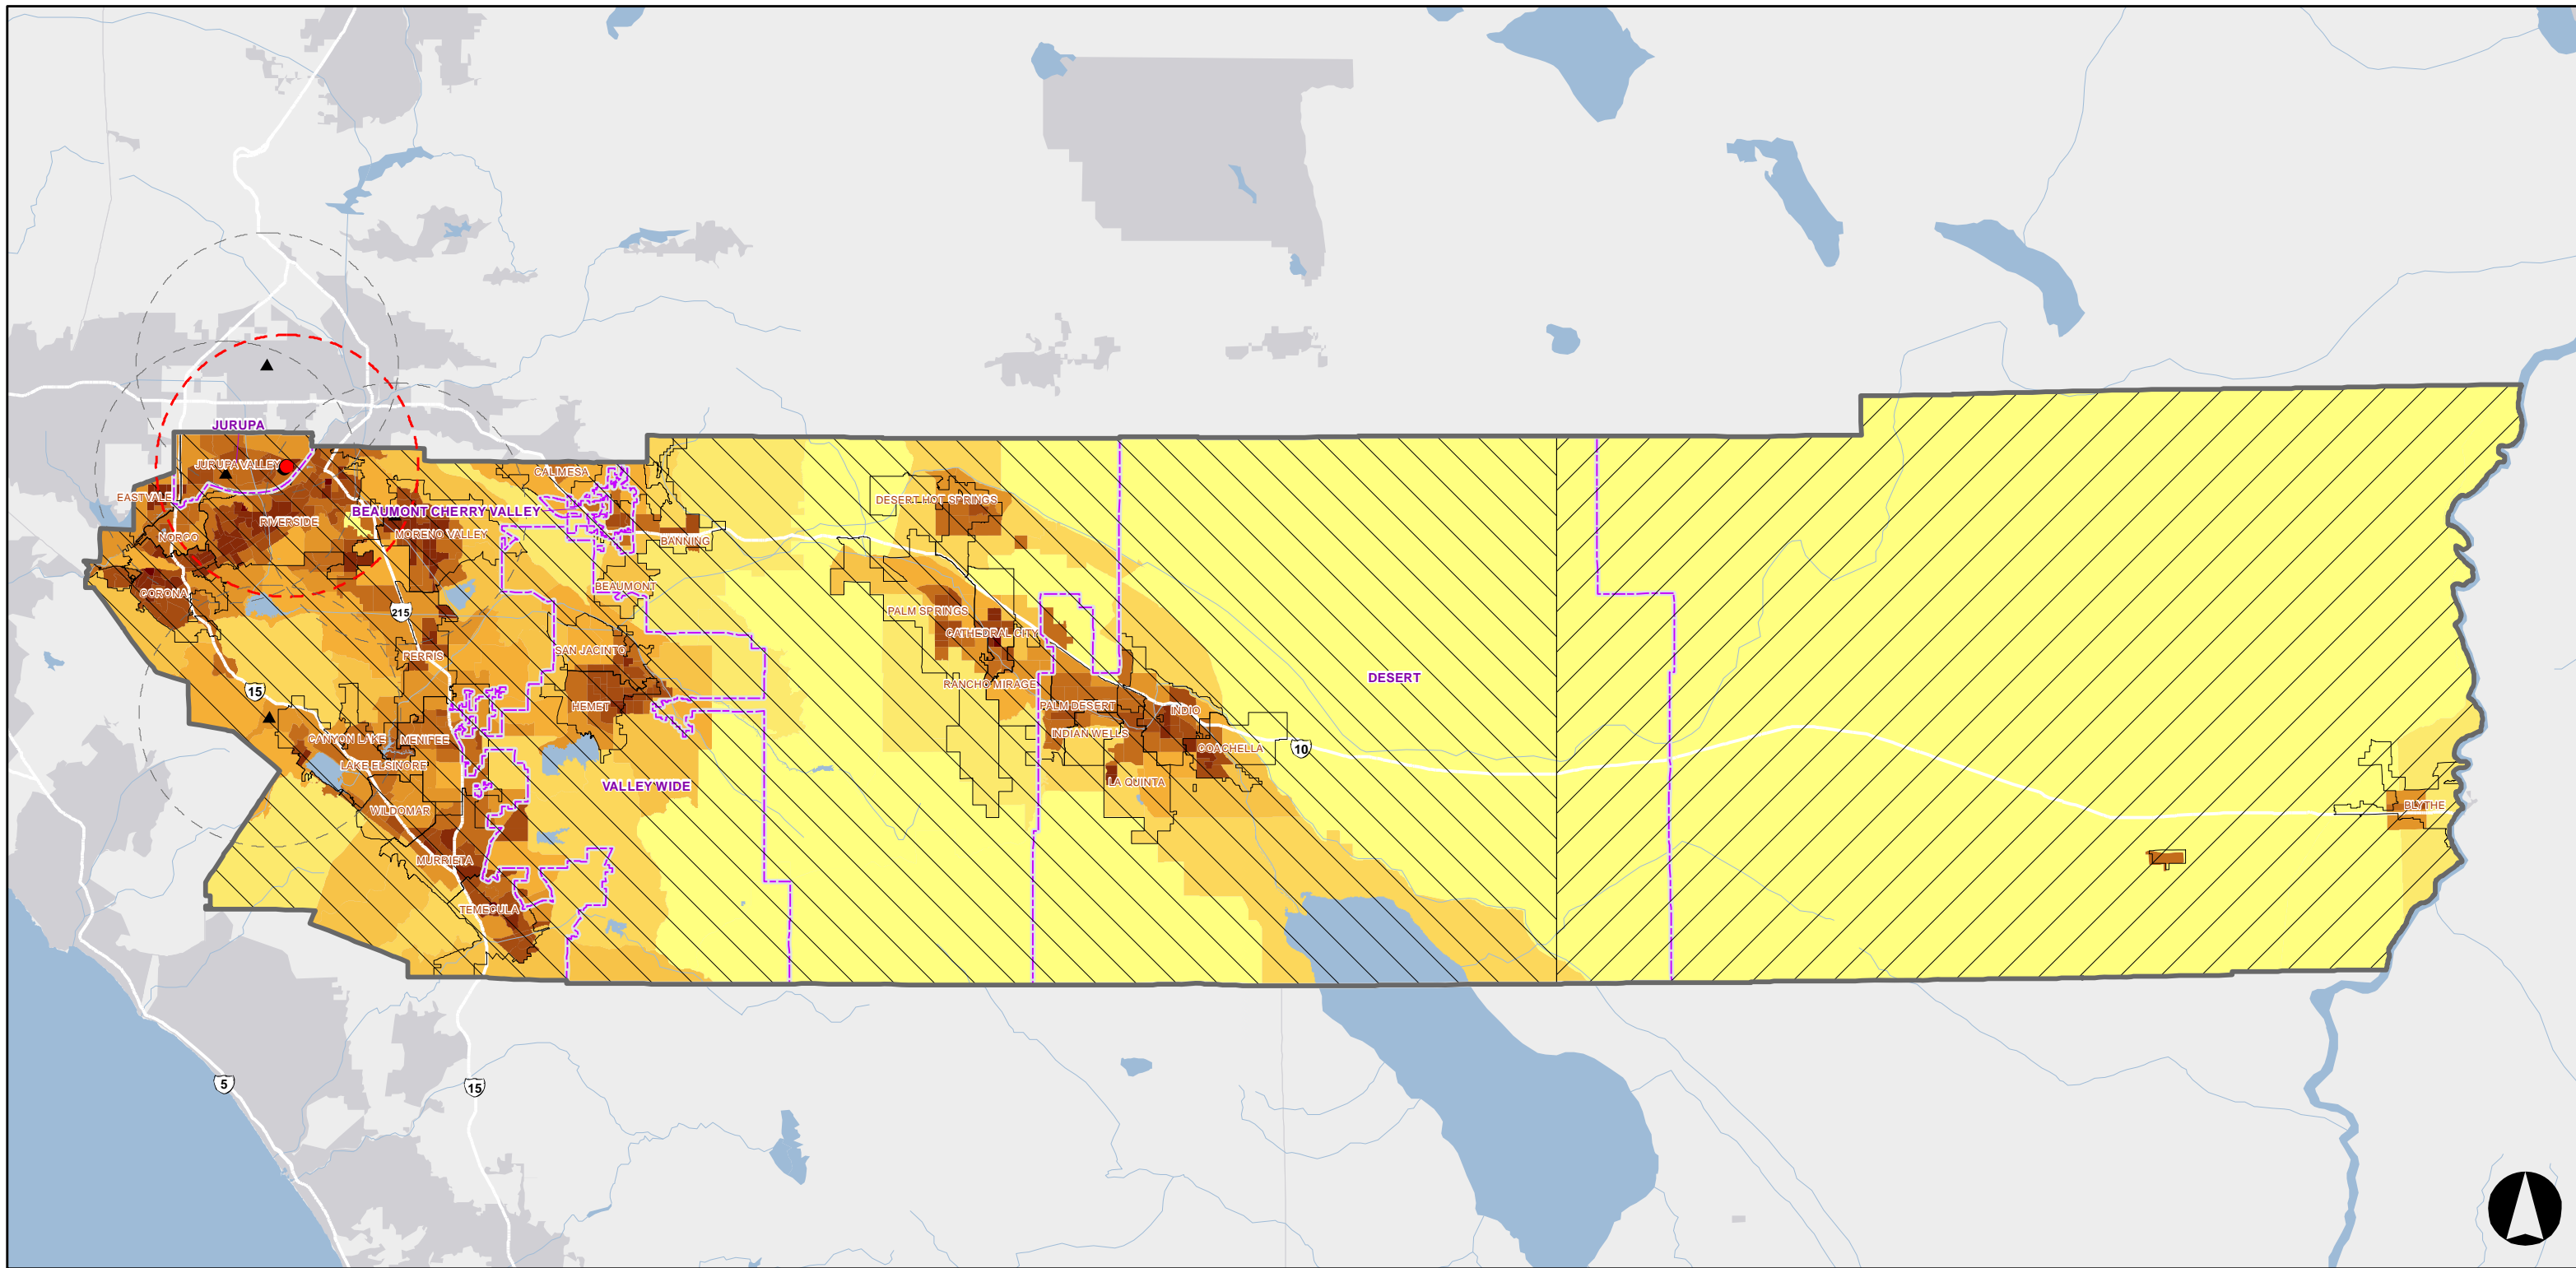 JURUPA
JURUPA VALLEY
CALIMESA
EASTVALE
DESERT HOT SPRINGS
BEAUMONT CHERRY VALLEY
RIVERSIDE
MORENO VALLEY
NORCO
BANNING
BEAUMONT
CORONA
215
PALM SPRINGS
CATHEDRAL CITY
SAN JACINTO
PERRIS
DESERT
RANCHO MIRAGE
15
HEMET
PALM DESERT
INDIO
INDIAN WELLS
CANYON LAKE
MENIFEE
COACHELLA
10
LAKE ELSINORE
LA QUINTA
VALLEY WIDE
BLYTHE
WILDOMAR
MURRIETA
TEMECULA
5
15